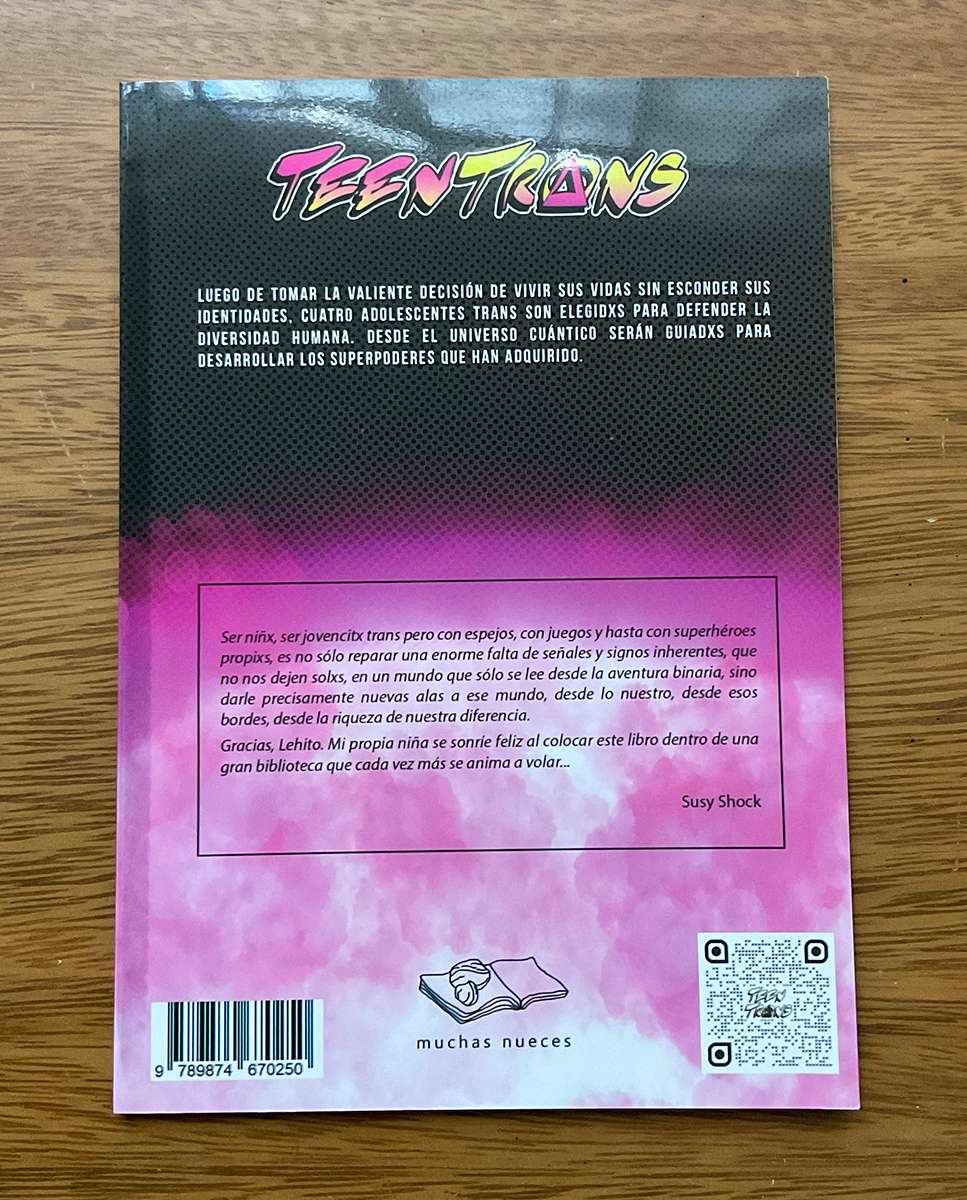 TEENTRANS
LUEGO DE TOMAR LA VALIENTE DECISIÓN DE VIVIR SUS VIDAS SIN ESCONDER SUS
IDENTIDADES, CUATRO ADOLESCENTES TRANS SON ELEGIDXS PARA DEFENDER LA
DIVERSIDAD HUMANA. DESDE EL UNIVERSO CUÁNTICO SERÁN GUIADXS PARA
DESARROLLAR LOS SUPERPODERES QUE HAN ADQUIRIDO.
Ser niñx, ser jovencitx trans pero con espejos, con juegos y hasta con superhéroes
propixs, es no sólo reparar una enorme falta de señales y signos inherentes, que
no nos dejen solxs, en un mundo que sólo se lee desde la aventura binaria, sino
darle precisamente nuevas alas a ese mundo, desde lo nuestro, desde esos
bordes, desde la riqueza de nuestra diferencia.
Gracias, Lehito. Mi propia niña se sonríe feliz al colocar este libro dentro de una
gran biblioteca que cada vez más se anima a volar...
Susy Shock
muchas nueces
9 789874 670250
TEEN
TRANS